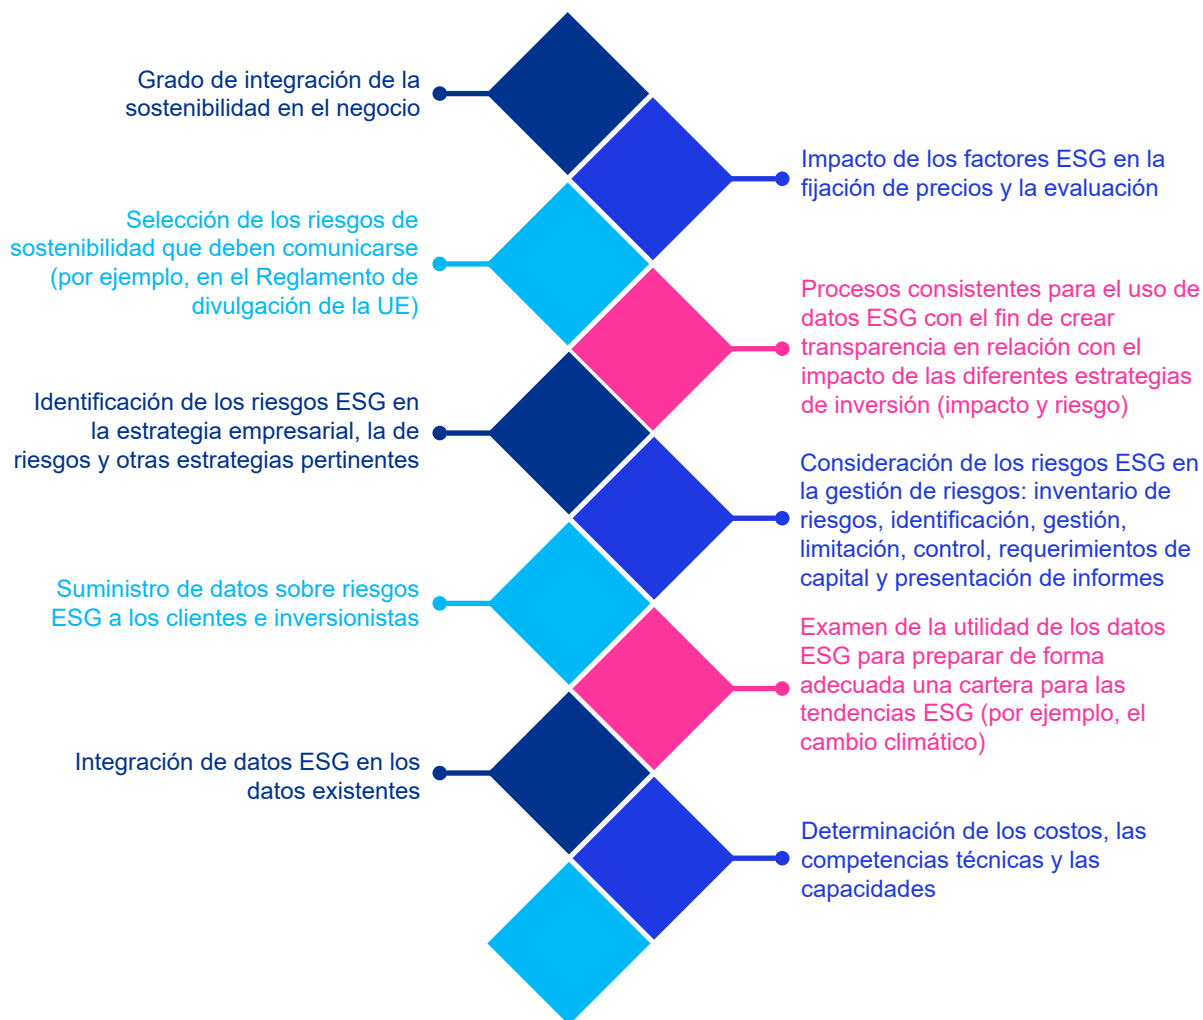 Grado de integración de la
sostenibilidad en el negocio
Impacto de los factores ESG en la
fijación de precios y la evaluación
Selección de los riesgos de
sostenibilidad que deben comunicarse
(por ejemplo, en el Reglamento de
divulgación de la UE)
Procesos consistentes para el uso de
datos ESG con el fin de crear
transparencia en relación con el
impacto de las diferentes estrategias
de inversión (impacto y riesgo)
Identificación de los riesgos ESG en
la estrategia empresarial, la de
riesgos y otras estrategias pertinentes
Consideración de los riesgos ESG en
la gestión de riesgos: inventario de
riesgos, identificación, gestión,
limitación, control, requerimientos de
capital y presentación de informes
Suministro de datos sobre riesgos
ESG a los clientes e inversionistas
Examen de la utilidad de los datos
ESG para preparar de forma
adecuada una cartera para las
tendencias ESG (por ejemplo, el
cambio climático)
Integración de datos ESG en los
datos existentes
Determinación de los costos, las
competencias técnicas y las
capacidades